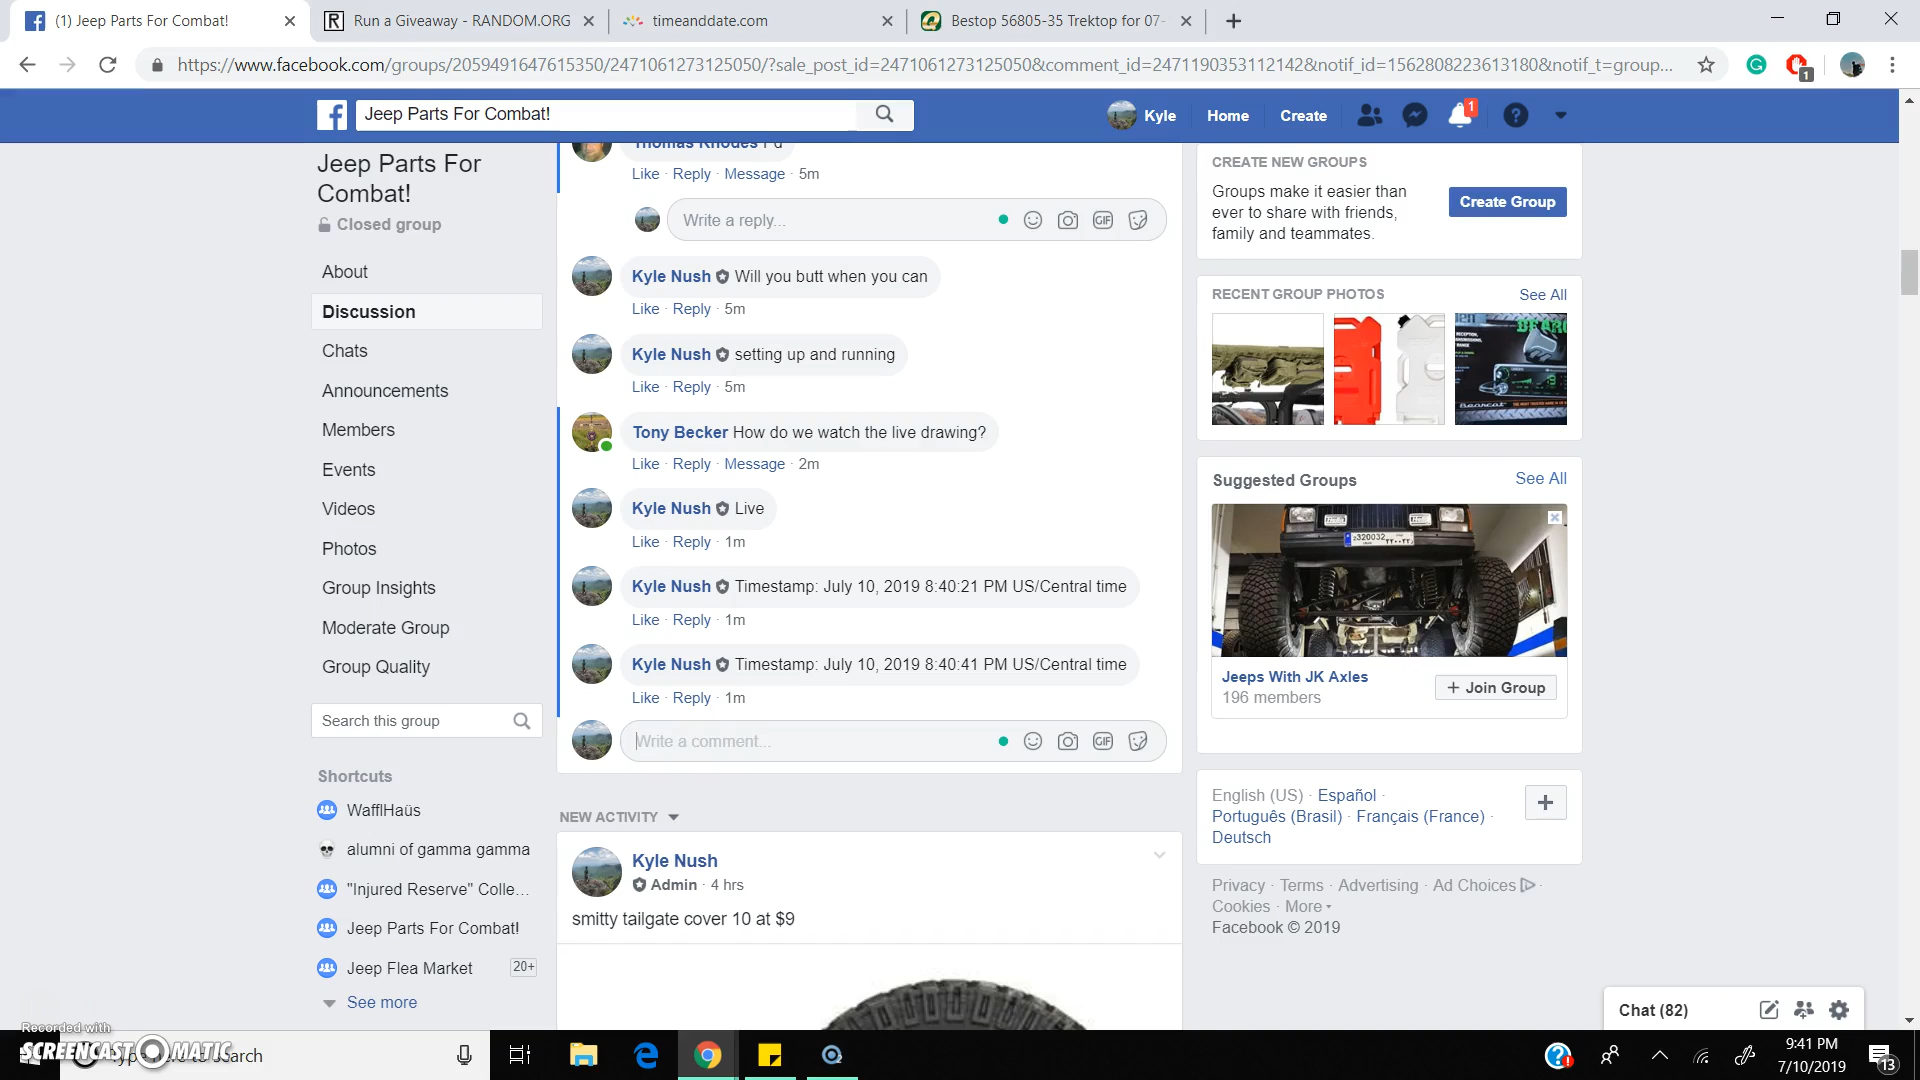 (1) Jeep Parts For Combat!
Run a Giveaway - RANDOM.ORG
timeanddate.com
Bestop 56805-35 Trektop for 07-
https://www.facebook.com/groups/2059491647615350/2471061273125050/?sale_post_id=2471061273125050&comment_id=2471190353112142&notif_id=1562808223613180&notif_t=group...
1
Jeep Parts For Combat!
Kyle
Home
Create
1
Jeep Parts For
Combat!
Closed group
About
Discussion
Chats
Announcements
Members
Events
Videos
Photos
Group Insights
Moderate Group
Group Quality
Search this group
Shortcuts
WafflHaüs
alumni of gamma gamma
"Injured Reserve" Colle...
Jeep Parts For Combat!
Jeep Flea Market 20+
See more
Thomas Rhodes Pd
Like · Reply · Message · 5m
Write a reply...
GIF
Kyle Nush Will you butt when you can
Like · Reply · 5m
Kyle Nush setting up and running
Like · Reply · 5m
Tony Becker How do we watch the live drawing?
Like · Reply · Message · 2m
Kyle Nush Live
Like · Reply · 1m
Kyle Nush Timestamp: July 10, 2019 8:40:21 PM US/Central time
Like · Reply · 1m
Kyle Nush Timestamp: July 10, 2019 8:40:41 PM US/Central time
Like · Reply · 1m
Write a comment...
GIF
NEW ACTIVITY
Kyle Nush
Admin · 4 hrs
smitty tailgate cover 10 at $9
CREATE NEW GROUPS
Groups make it easier than
ever to share with friends,
family and teammates.
Create Group
RECENT GROUP PHOTOS
See All
Suggested Groups
See All
Jeeps With JK Axles
196 members
+ Join Group
English (US) · Español ·
Português (Brasil) · Français (France) ·
Deutsch
Privacy · Terms · Advertising · Ad Choices ·
Cookies · More
Facebook © 2019
Chat (82)
Recorded with
SCREENCAST O MATIC
Type here to search
9:41 PM
7/10/2019
13